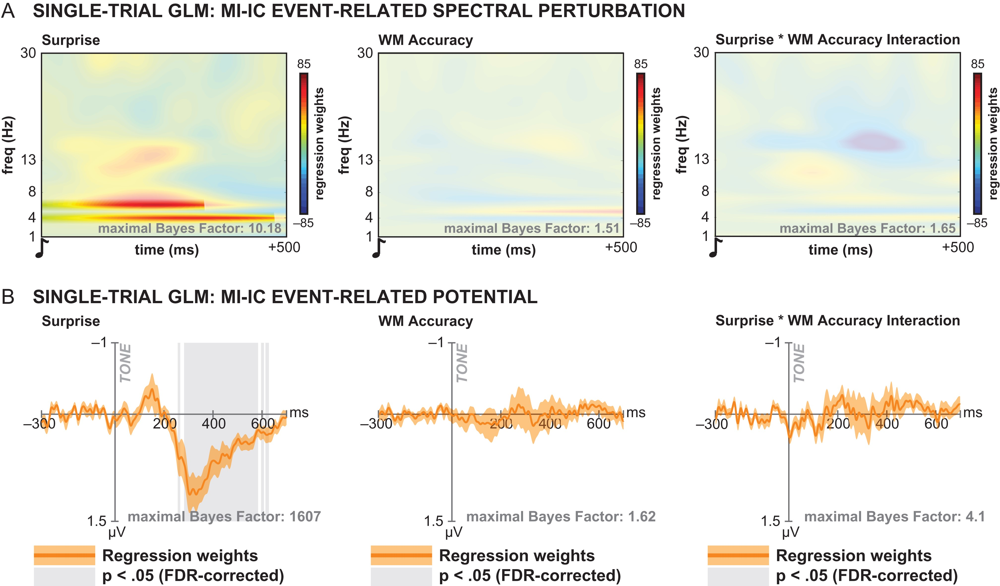 A SINGLE-TRIAL GLM: MI-IC EVENT-RELATED SPECTRAL PERTURBATION
Surprise
30
13
8
4
1
freq (Hz)
time (ms)
+500
maximal Bayes Factor: 10.18
85
–85
regression weights
WM Accuracy
30
13
8
4
1
freq (Hz)
time (ms)
+500
maximal Bayes Factor: 1.51
85
–85
regression weights
Surprise * WM Accuracy Interaction
30
13
8
4
1
freq (Hz)
time (ms)
+500
maximal Bayes Factor: 1.65
85
–85
regression weights
B SINGLE-TRIAL GLM: MI-IC EVENT-RELATED POTENTIAL
Surprise
–1
TONE
ms
–300
200
400
600
1.5
µV
maximal Bayes Factor: 1607
Regression weights
p < .05 (FDR-corrected)
WM Accuracy
–1
TONE
ms
–300
200
400
600
1.5
µV
maximal Bayes Factor: 1.62
Regression weights
p < .05 (FDR-corrected)
Surprise * WM Accuracy Interaction
–1
TONE
ms
–300
200
400
600
1.5
µV
maximal Bayes Factor: 4.1
Regression weights
p < .05 (FDR-corrected)